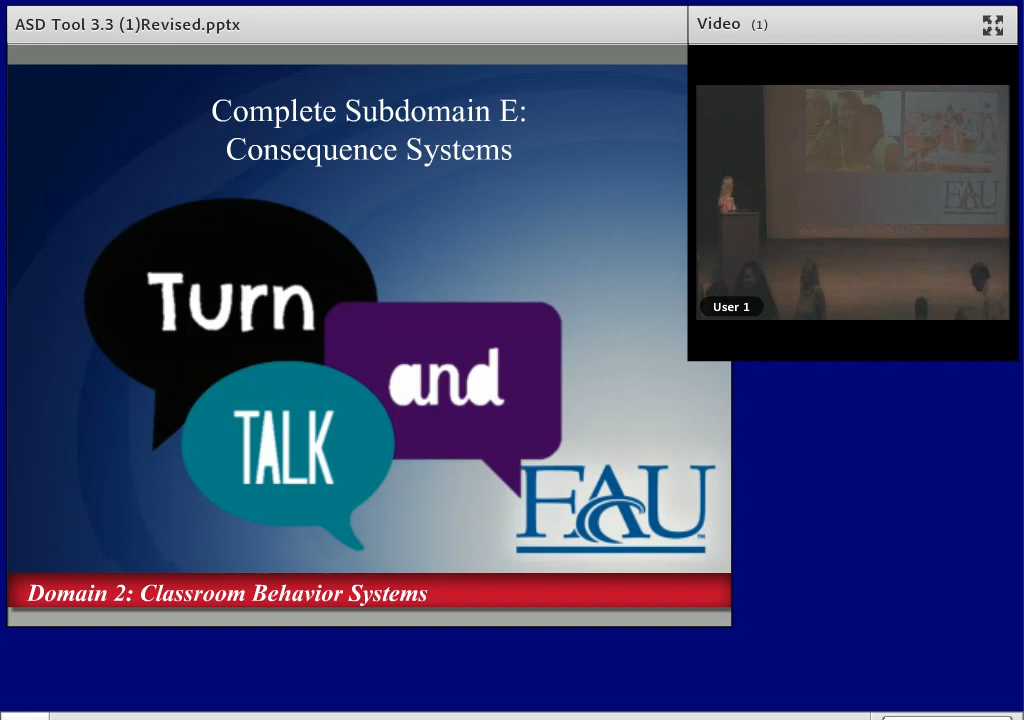 ASD Tool 3.3 (1)Revised.pptx
Video (1)
Complete Subdomain E:
Consequence Systems
Turn
and
TALK
FAU
Domain 2: Classroom Behavior Systems
FAU
User 1